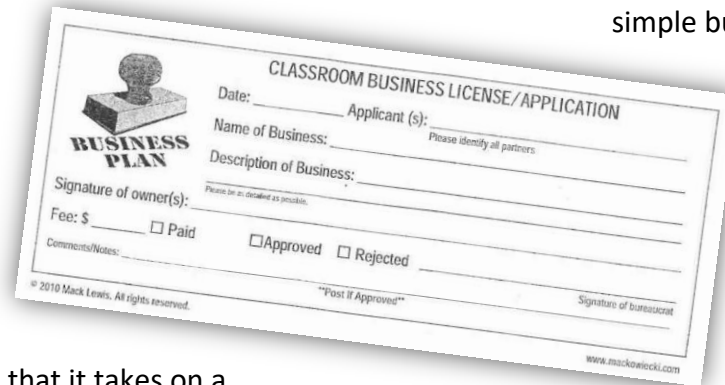 simple bu
CLASSROOM BUSINESS LICENSE/APPLICATION
Date: Applicant (s):
Please identify all partners
BUSINESS
PLAN
Name of Business:
Description of Business:
Please be as detailed as possible.
Signature of owner(s):
Fee: $ ☐ Paid ☐Approved ☐ Rejected
Signature of bureaucrat
Comments/Notes:
**Post if Approved**
© 2010 Mack Lewis. All rights reserved.
www.mackowiecki.com
that it takes on a